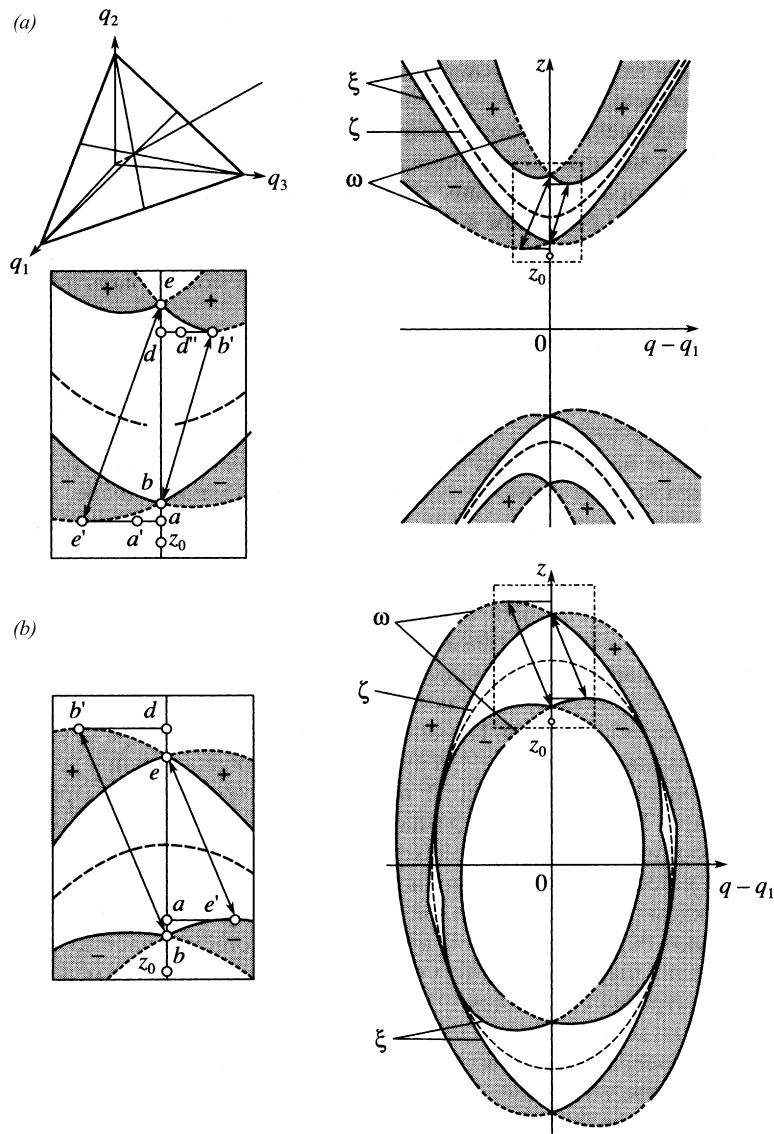 (a)
q₂
q₃
q₁
z
ξ
ζ
ω
+
+
−
−
z₀
0
q − q₁
−
−
+
+
e
+
+
d
d''
b'
b
−
−
e'
a'
a
z₀
(b)
z
ω
ζ
+
+
−
−
z₀
0
q − q₁
ξ
b'
d
+
e
+
a
e'
−
z₀
b
−